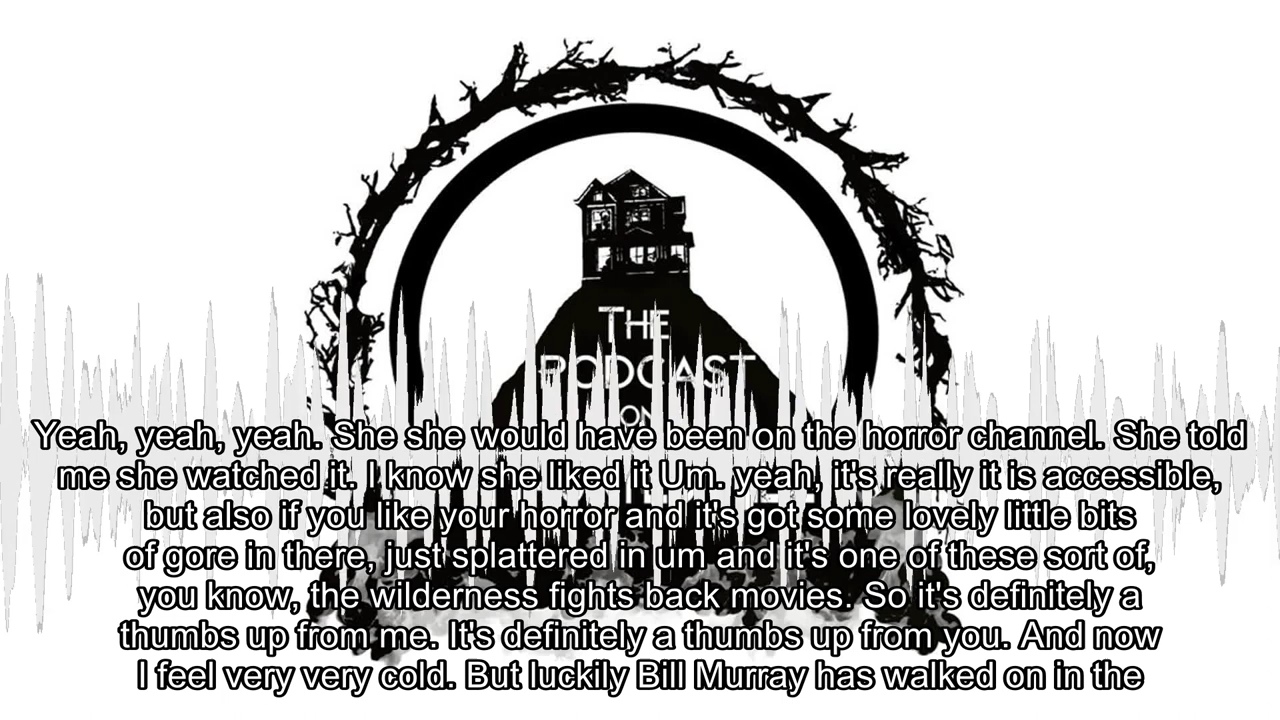 THE
PODCAST
ON
Yeah, yeah, yeah. She she would have been on the horror channel. She told
me she watched it. I know she liked it Um. yeah, it's really it is accessible,
but also if you like your horror and it's got some lovely little bits
of gore in there, just splattered in um and it's one of these sort of,
you know, the wilderness fights back movies. So it's definitely a
thumbs up from me. It's definitely a thumbs up from you. And now
I feel very very cold. But luckily Bill Murray has walked on in the